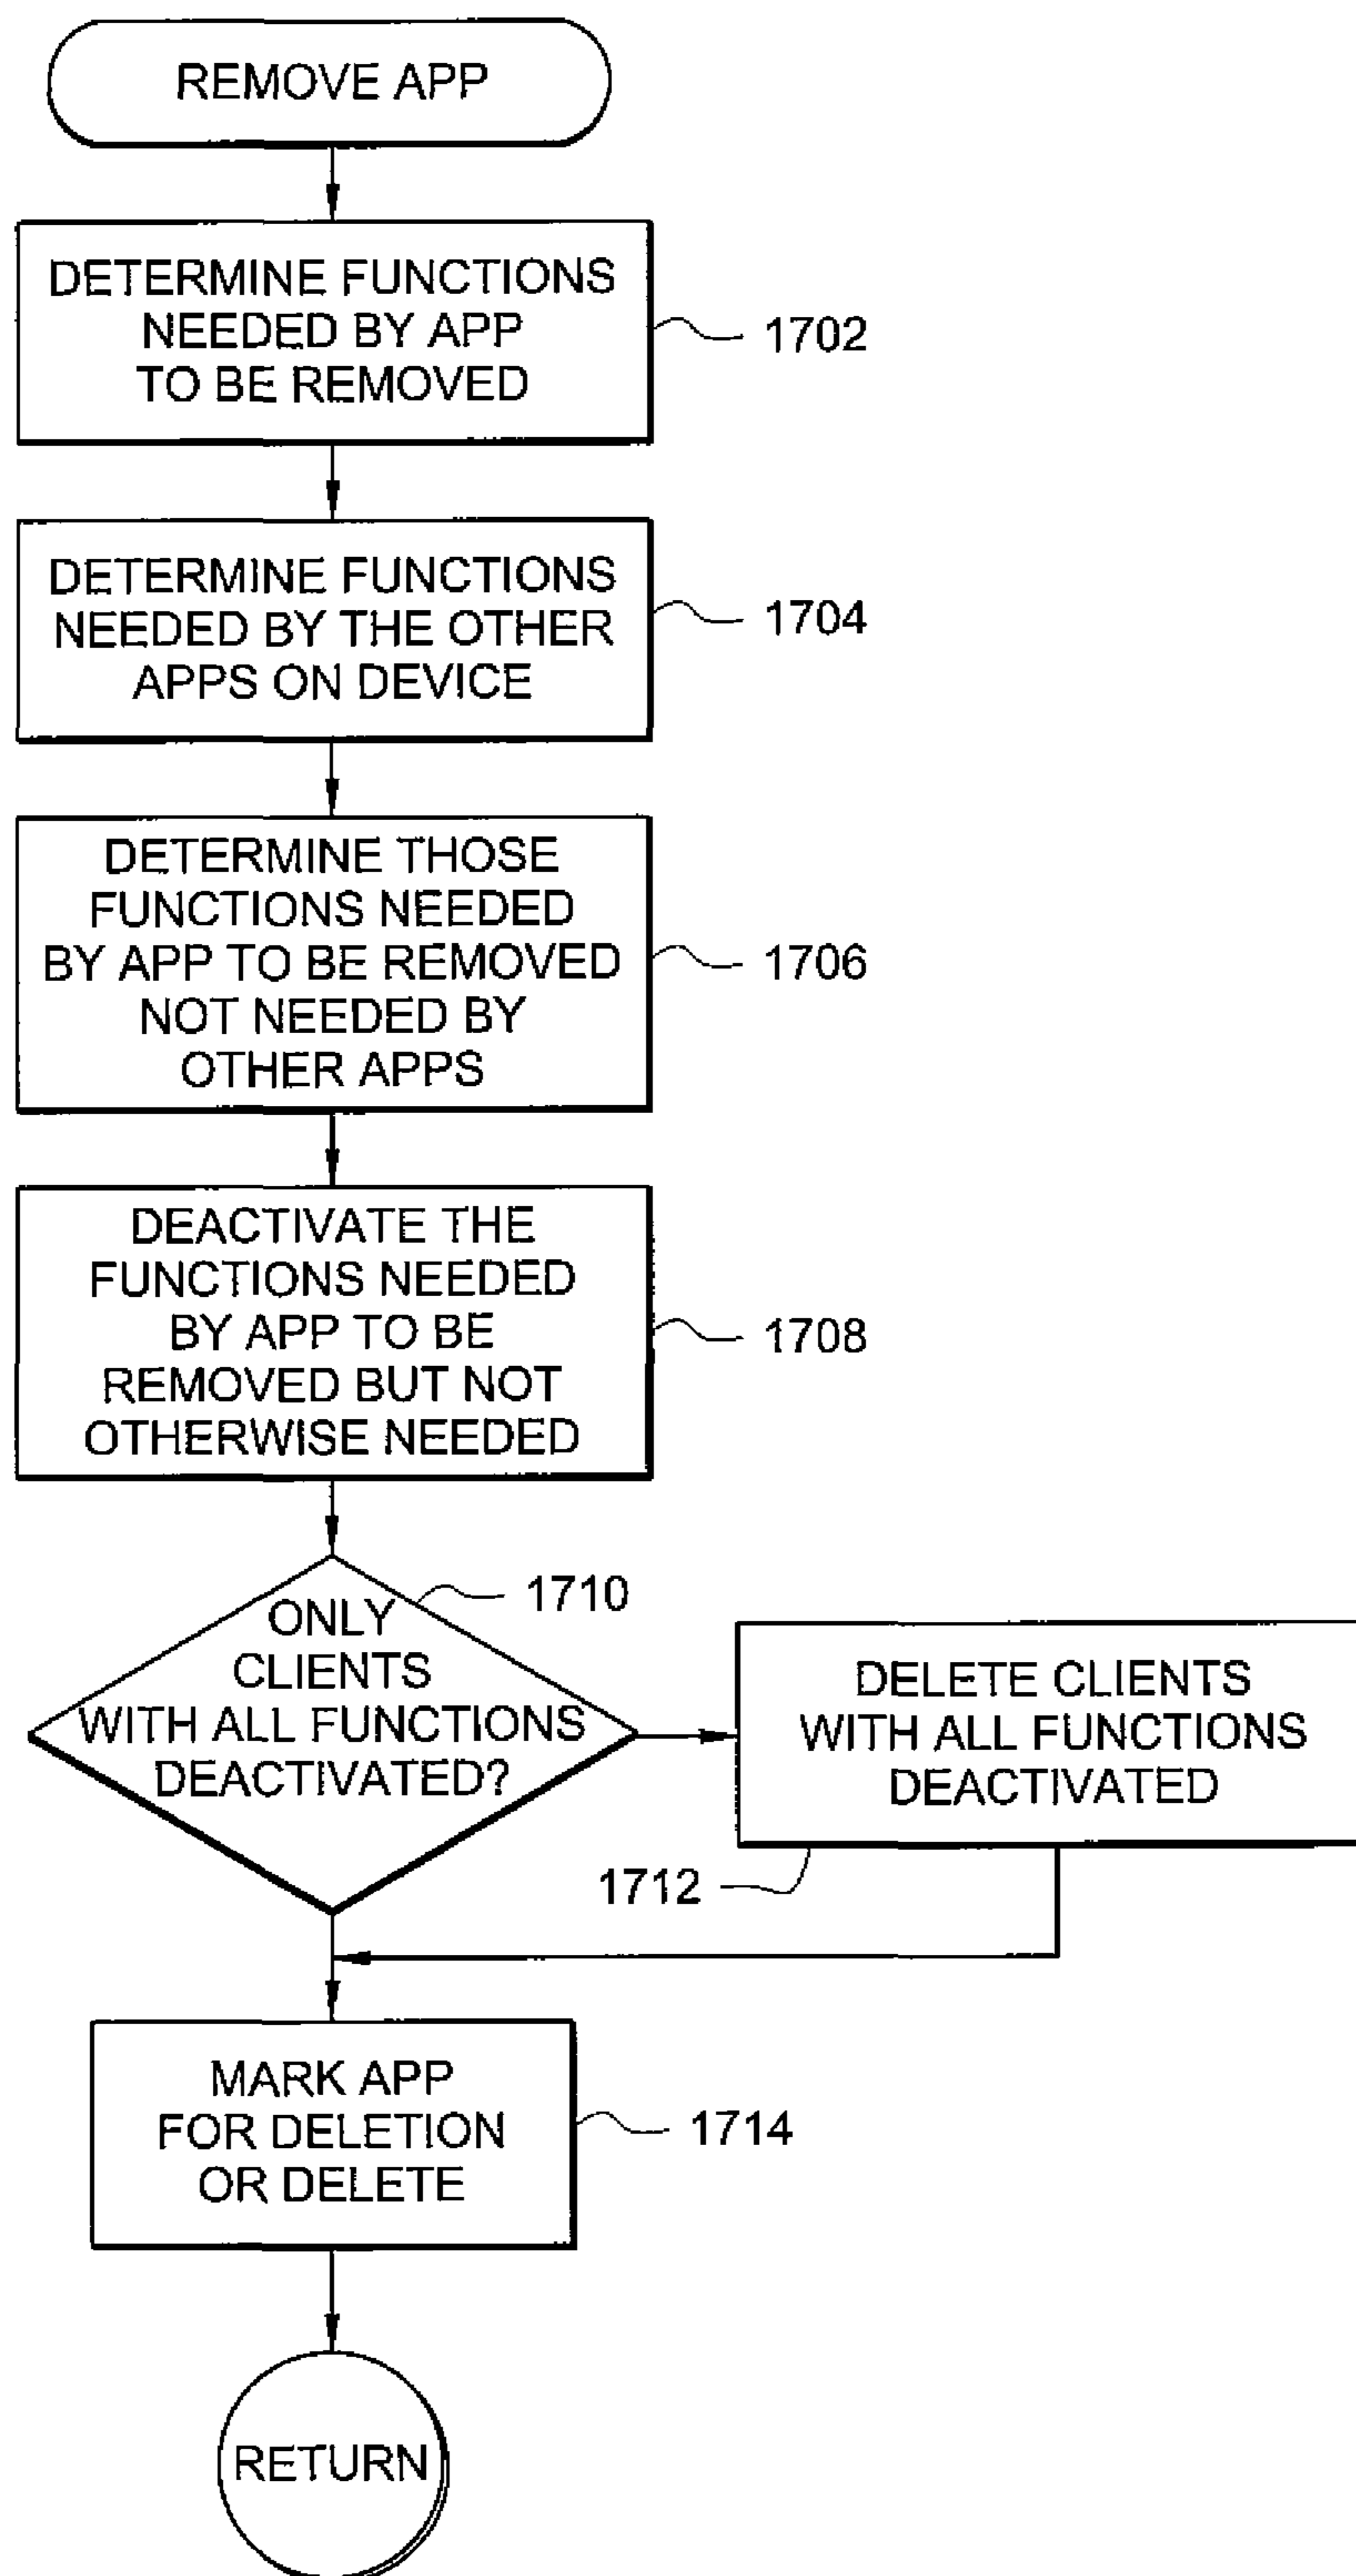 REMOVE APP
DETERMINE FUNCTIONS
NEEDED BY APP
TO BE REMOVED
1702
DETERMINE FUNCTIONS
NEEDED BY THE OTHER
APPS ON DEVICE
1704
DETERMINE THOSE
FUNCTIONS NEEDED
BY APP TO BE REMOVED
NOT NEEDED BY
OTHER APPS
1706
DEACTIVATE THE
FUNCTIONS NEEDED
BY APP TO BE
REMOVED BUT NOT
OTHERWISE NEEDED
1708
ONLY
CLIENTS
WITH ALL FUNCTIONS
DEACTIVATED?
1710
DELETE CLIENTS
WITH ALL FUNCTIONS
DEACTIVATED
1712
MARK APP
FOR DELETION
OR DELETE
1714
RETURN